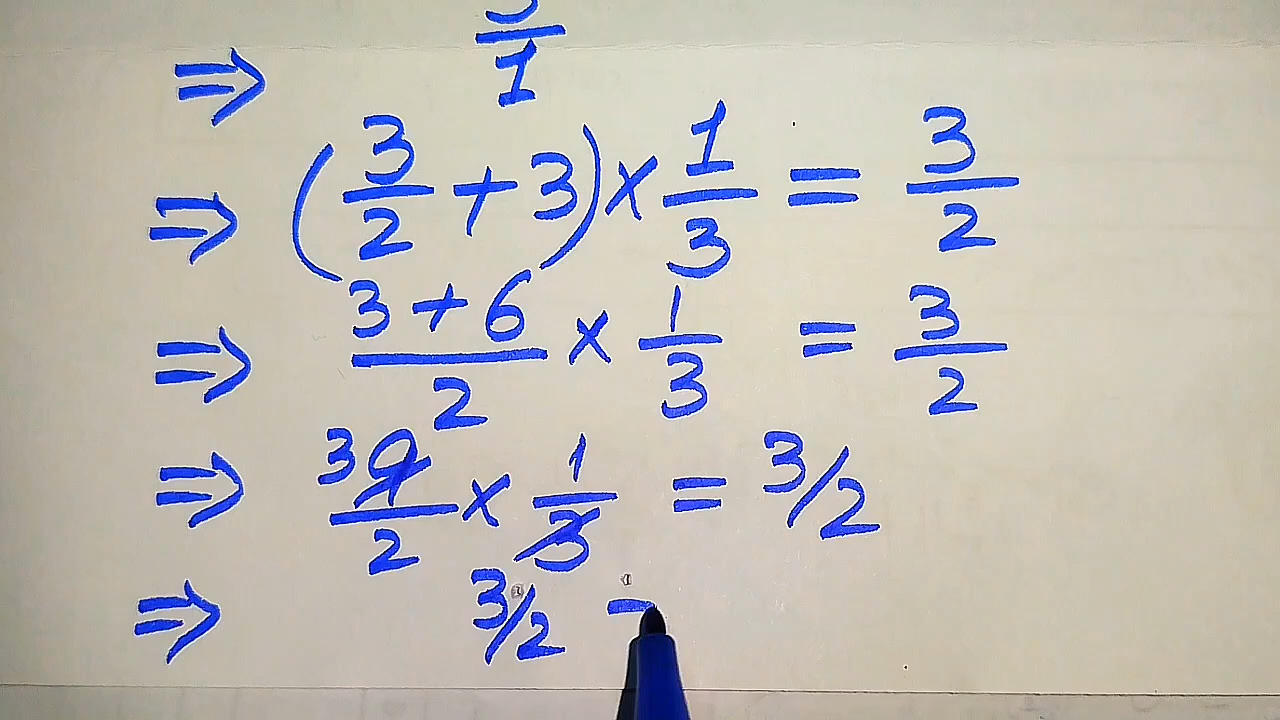 ⇒ 3/1
⇒ (3/2 + 3) × 1/3 = 3/2
⇒ (3 + 6)/2 × 1/3 = 3/2
⇒ 3 9/2 × 1/3 = 3/2
⇒ 3/2 =